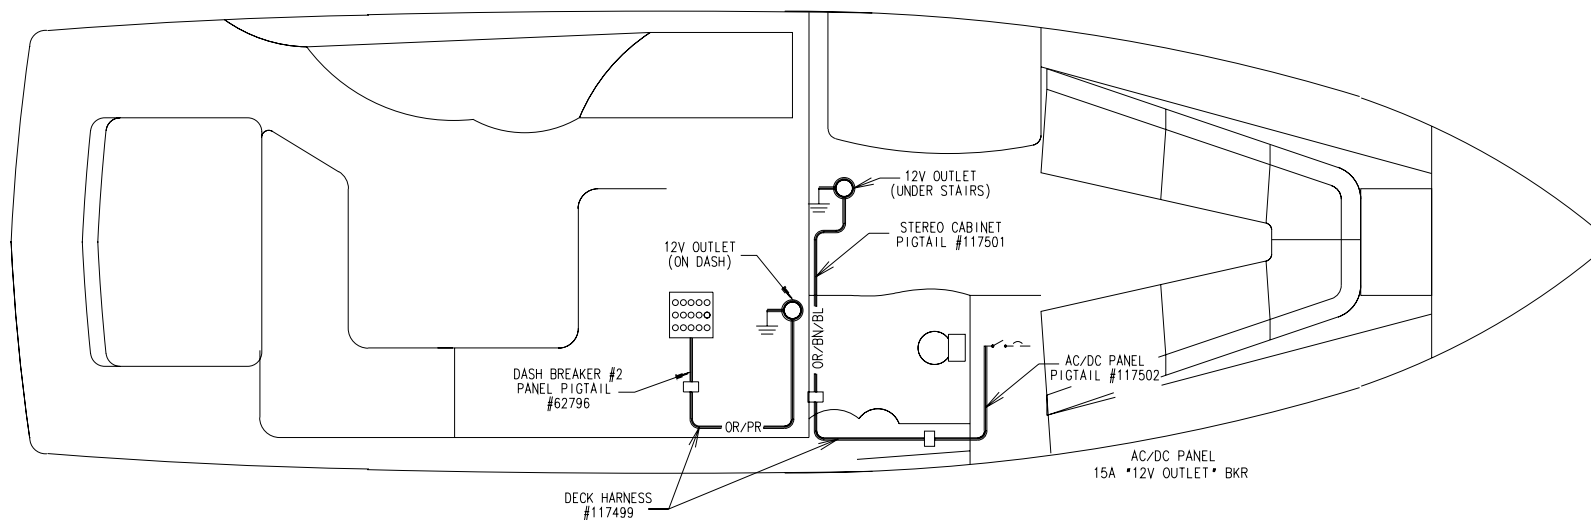 12V OUTLET
(UNDER STAIRS)
STEREO CABINET
PIGTAIL #117501
12V OUTLET
(ON DASH)
OR/BN/BL
DASH BREAKER #2
PANEL PIGTAIL
#62796
AC/DC PANEL
PIGTAIL #117502
OR/PR
AC/DC PANEL
15A "12V OUTLET" BKR
DECK HARNESS
#117499